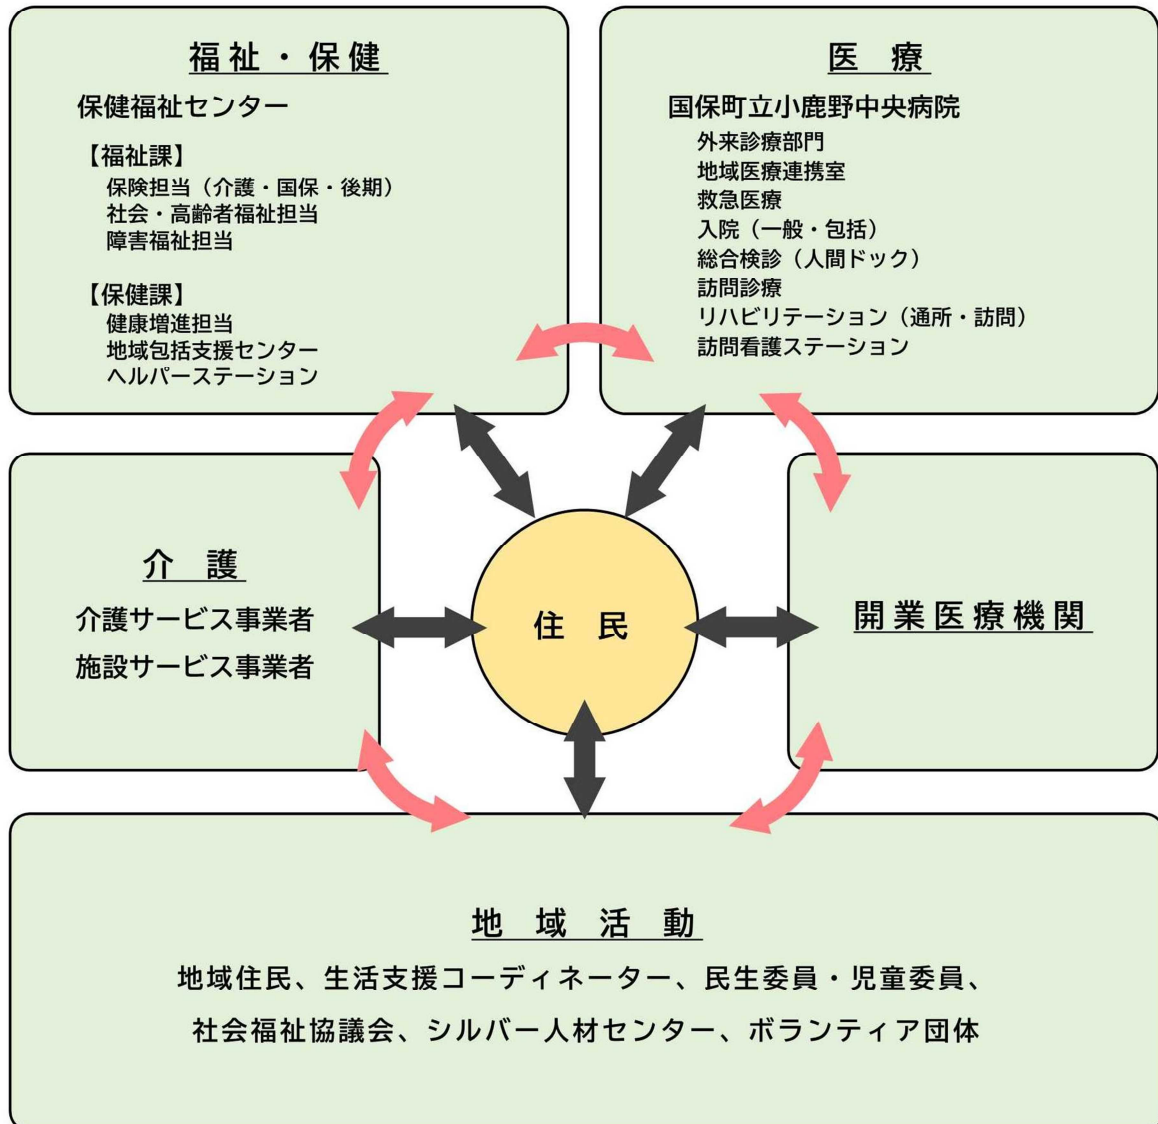 福祉・保健
保健福祉センター
【福祉課】
保険担当（介護・国保・後期）
社会・高齢者福祉担当
障害福祉担当
【保健課】
健康増進担当
地域包括支援センター
ヘルパーステーション
医　療
国保町立小鹿野中央病院
外来診療部門
地域医療連携室
救急医療
入院（一般・包括）
総合検診（人間ドック）
訪問診療
リハビリテーション（通所・訪問）
訪問看護ステーション
介　護
介護サービス事業者
施設サービス事業者
住　民
開業医療機関
地　域　活　動
地域住民、生活支援コーディネーター、民生委員・児童委員、
社会福祉協議会、シルバー人材センター、ボランティア団体